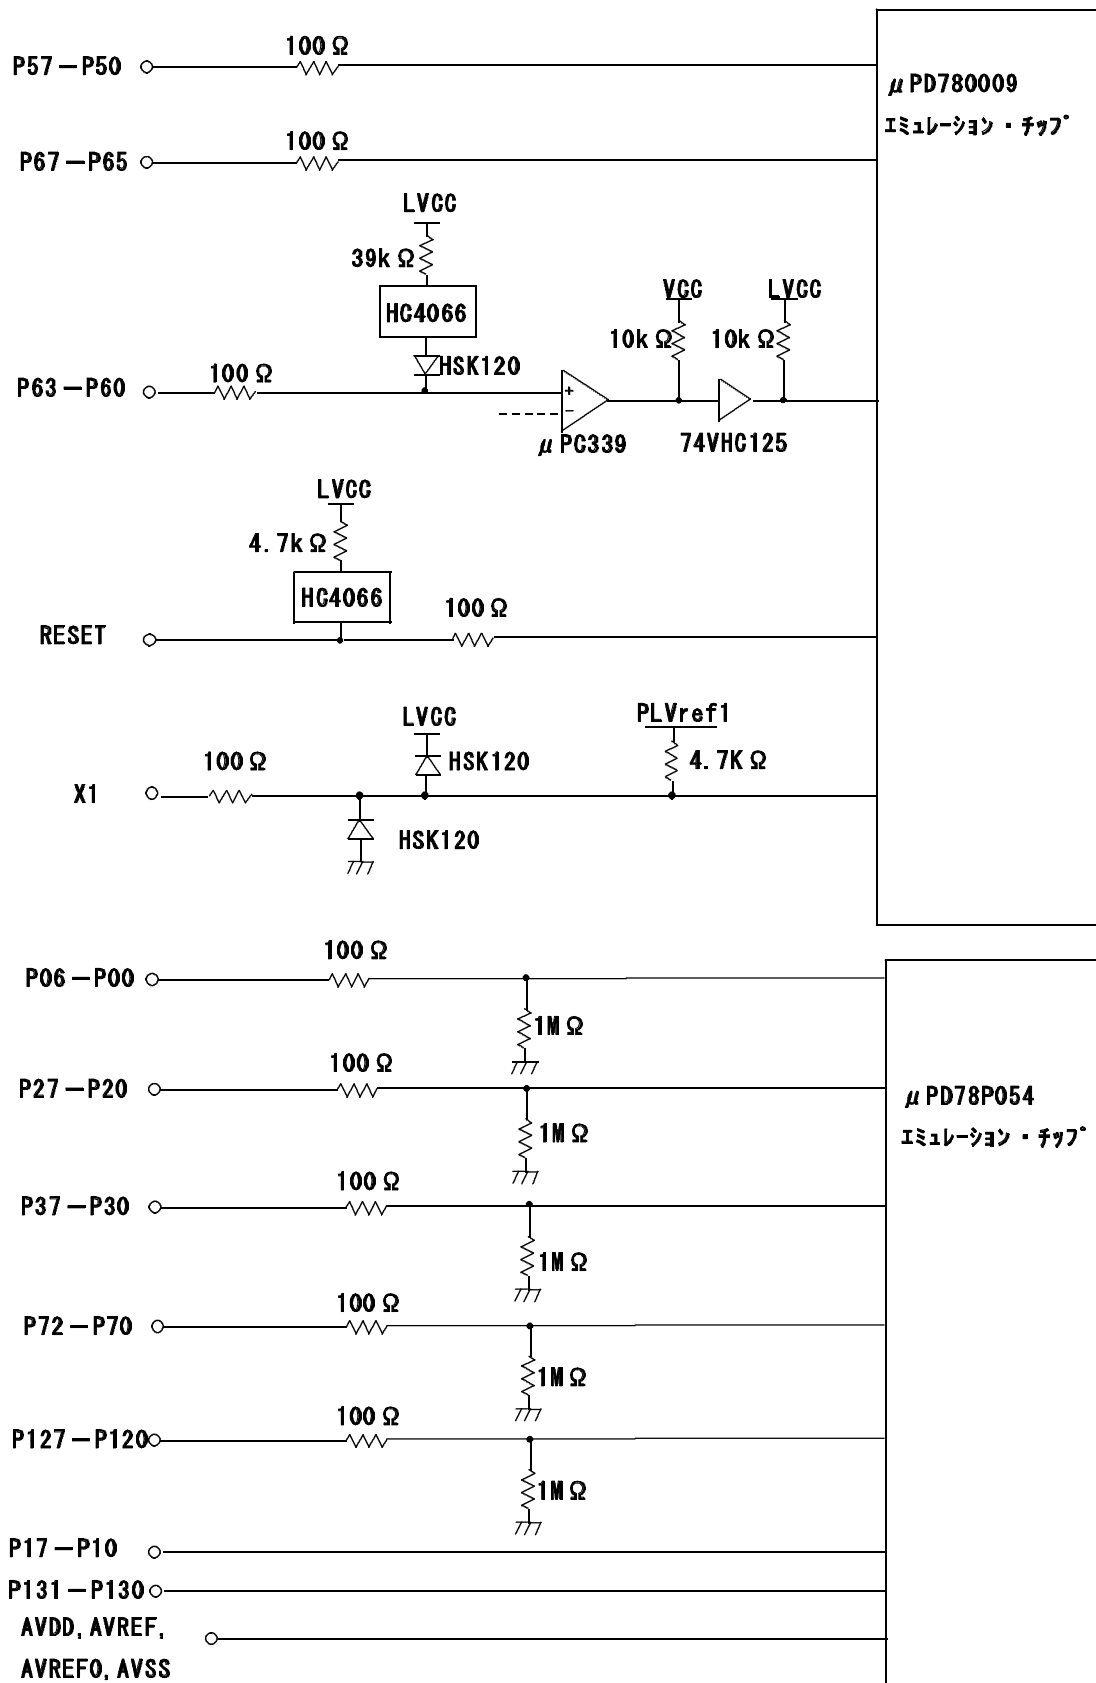 P57－P50
100Ω
μPD780009
エミュレーション・チップ
P67－P65
100Ω
LVCC
39kΩ
HC4066
HSK120
VCC
10kΩ
LVCC
10kΩ
P63－P60
100Ω
+
−
μPC339
74VHC125
LVCC
4.7kΩ
HC4066
RESET
100Ω
LVCC
HSK120
PLVref1
4.7KΩ
X1
100Ω
HSK120
P06－P00
100Ω
1MΩ
P27－P20
100Ω
1MΩ
μPD78P054
エミュレーション・チップ
P37－P30
100Ω
1MΩ
P72－P70
100Ω
1MΩ
P127－P120
100Ω
1MΩ
P17－P10
P131－P130
AVDD, AVREF,
AVREF0, AVSS